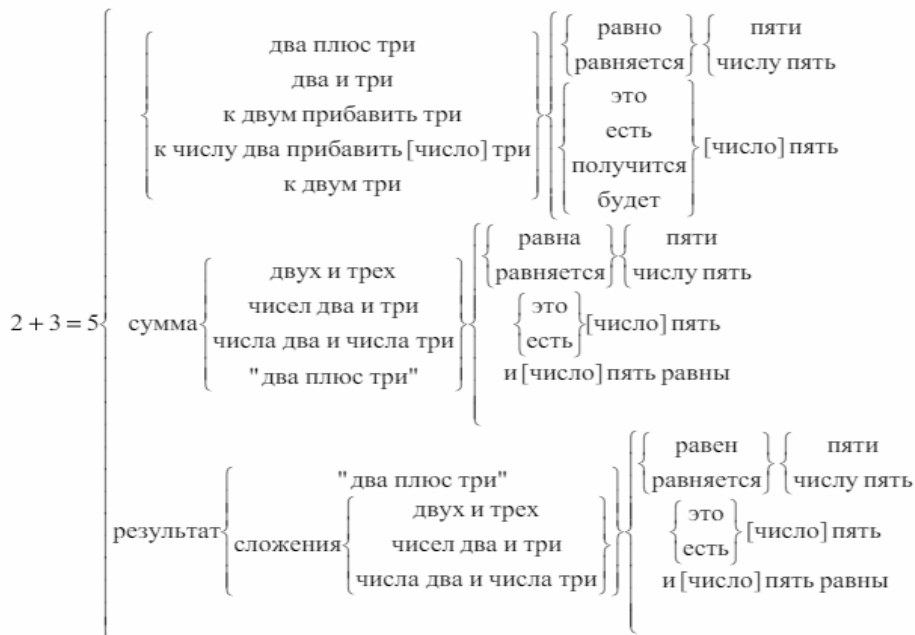 два плюс три
два и три
к двум прибавить три
к числу два прибавить [число] три
к двум три
равно
равняется
пяти
числу пять
это
есть
получится
будет
[число] пять
2 + 3 = 5
сумма
двух и трех
чисел два и три
числа два и числа три
"два плюс три"
равна
равняется
пяти
числу пять
это
есть
[число] пять
и [число] пять равны
результат
"два плюс три"
сложения
двух и трех
чисел два и три
числа два и числа три
равен
равняется
пяти
числу пять
это
есть
[число] пять
и [число] пять равны